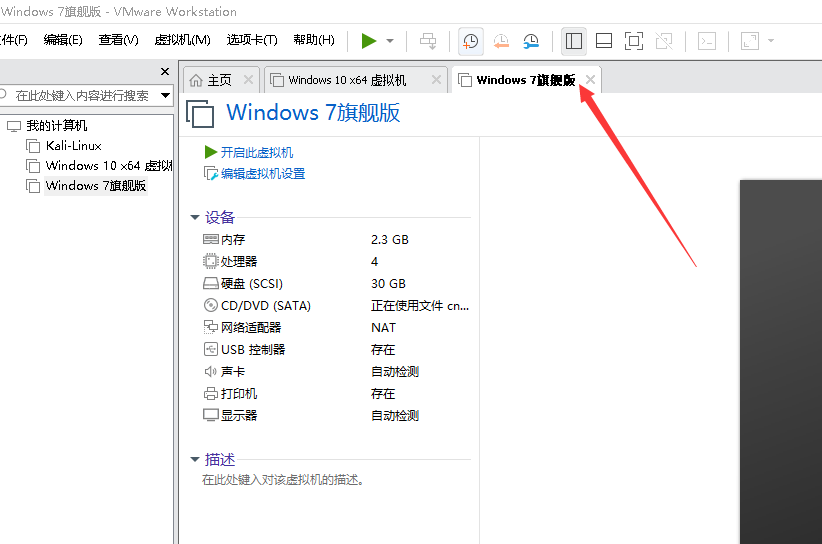 Windows 7旗舰版 - VMware Workstation
件(F) 编辑(E) 查看(V) 虚拟机(M) 选项卡(T) 帮助(H)
在此处键入内容进行搜索
我的计算机
Kali-Linux
Windows 10 x64 虚拟
Windows 7旗舰版
主页 Windows 10 x64 虚拟机 Windows 7旗舰版
Windows 7旗舰版
开启此虚拟机
编辑虚拟机设置
设备
内存 2.3 GB
处理器 4
硬盘 (SCSI) 30 GB
CD/DVD (SATA) 正在使用文件 cn...
网络适配器 NAT
USB 控制器 存在
声卡 自动检测
打印机 存在
显示器 自动检测
描述
在此处键入对该虚拟机的描述。